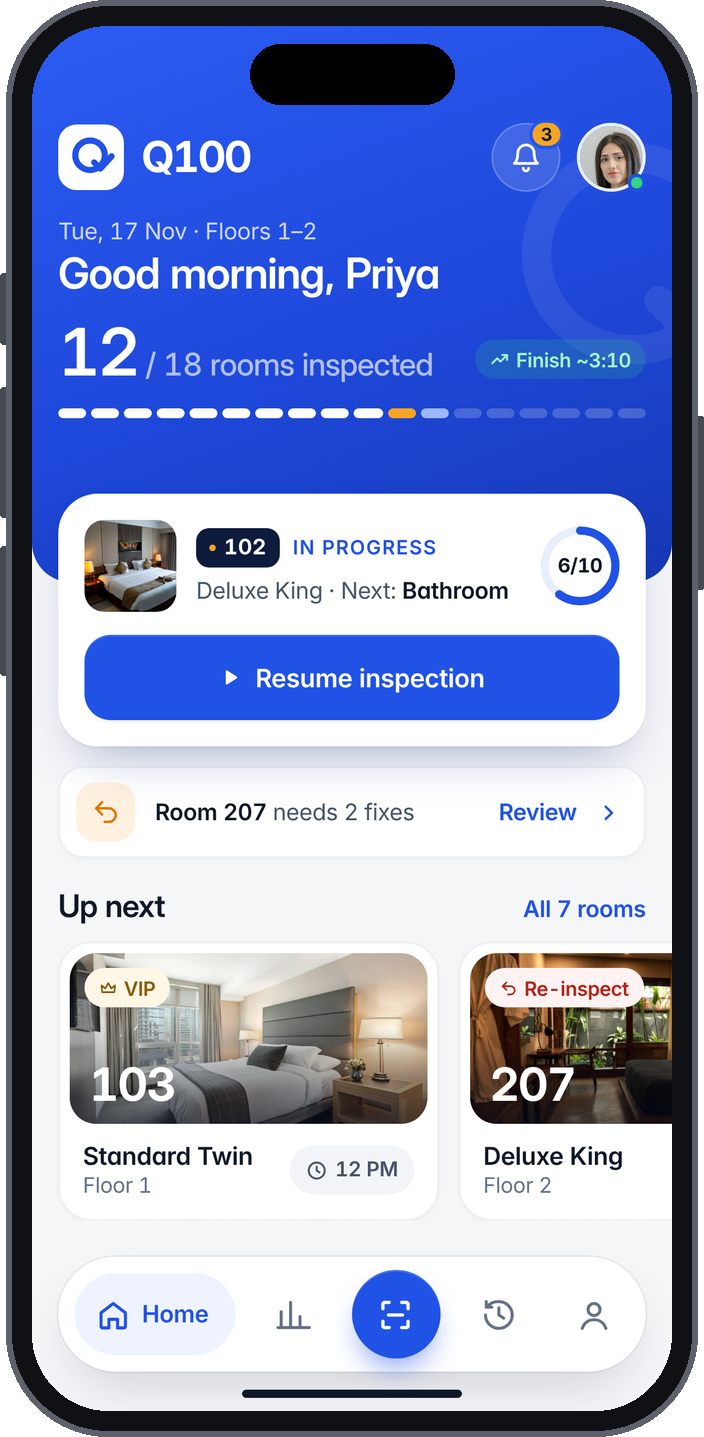 Q100
3
Tue, 17 Nov · Floors 1–2
Good morning, Priya
12 / 18 rooms inspected
Finish ~3:10
102 IN PROGRESS
6/10
Deluxe King · Next: Bathroom
Resume inspection
Room 207 needs 2 fixes
Review
Up next
All 7 rooms
VIP
103
Standard Twin
Floor 1
12 PM
Re-inspect
207
Deluxe King
Floor 2
Home